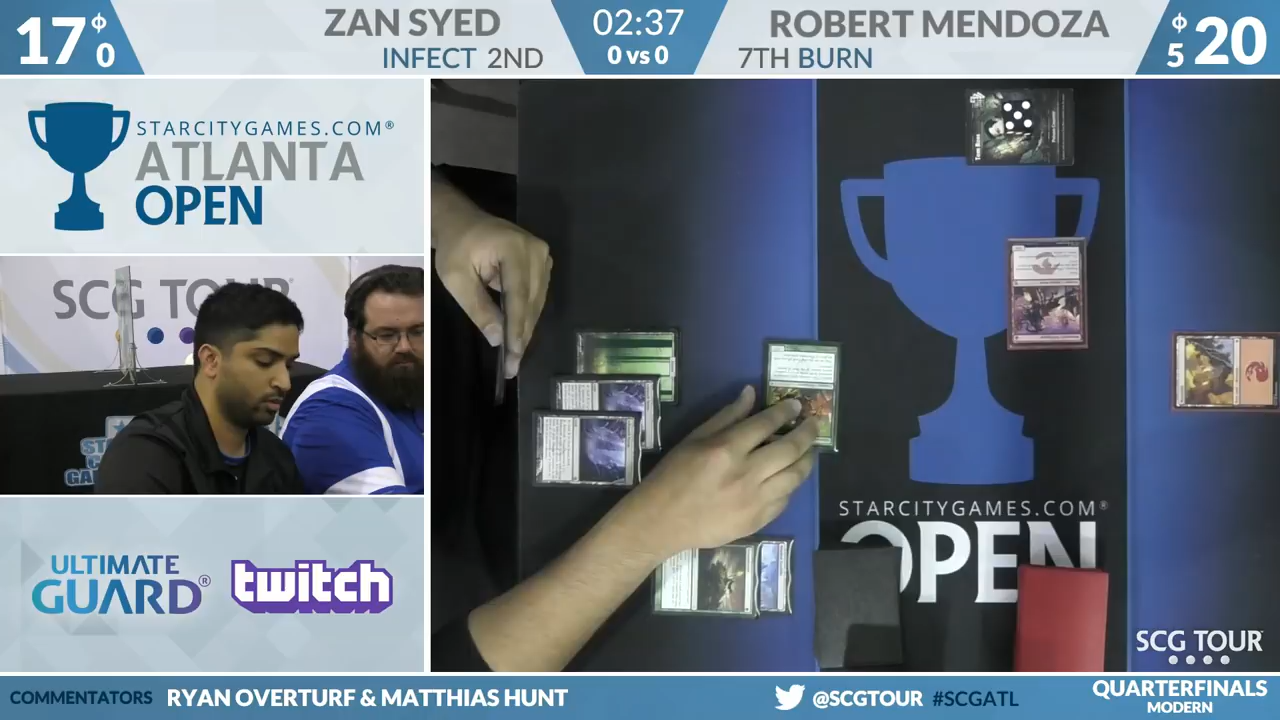 17 ϕ 0
ZAN SYED
INFECT 2ND
02:37
0 vs 0
ROBERT MENDOZA
7TH BURN
ϕ 5 20
STARCITYGAMES.COM®
ATLANTA
OPEN
SCG TOUR
ULTIMATE
GUARD®
twitch
STARCITYGAMES.COM®
OPEN
SCG TOUR
COMMENTATORS RYAN OVERTURF & MATTHIAS HUNT
@SCGTOUR #SCGATL
QUARTERFINALS
MODERN